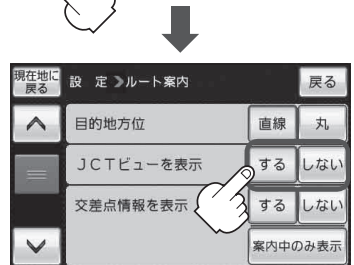 現在地に
戻る
設 定 ルート案内
戻る
目的地方位
直線
丸
JCTビューを表示
する
しない
交差点情報を表示
する
しない
案内中のみ表示